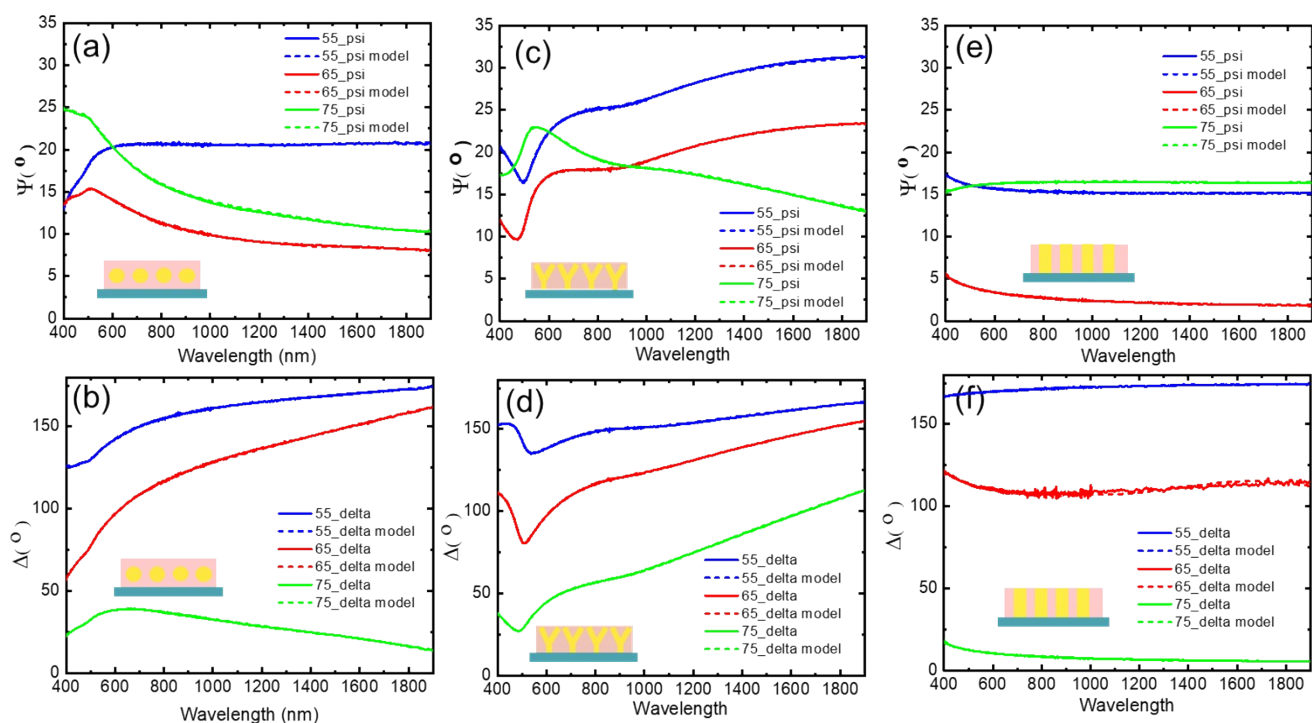 (a)
55_psi
55_psi model
65_psi
65_psi model
75_psi
75_psi model
Ψ(°)
35
30
25
20
15
10
5
0
400 600 800 1000 1200 1400 1600 1800
Wavelength (nm)
(c)
55_psi
55_psi model
65_psi
65_psi model
75_psi
75_psi model
Ψ(°)
35
30
25
20
15
10
5
0
400 600 800 1000 1200 1400 1600 1800
Wavelength
(e)
55_psi
55_psi model
65_psi
65_psi model
75_psi
75_psi model
Ψ(°)
35
30
25
20
15
10
5
0
400 600 800 1000 1200 1400 1600 1800
Wavelength
(b)
55_delta
55_delta model
65_delta
65_delta model
75_delta
75_delta model
Δ(°)
150
100
50
0
400 600 800 1000 1200 1400 1600 1800
Wavelength (nm)
(d)
55_delta
55_delta model
65_delta
65_delta model
75_delta
75_delta model
Δ(°)
150
100
50
0
400 600 800 1000 1200 1400 1600 1800
Wavelength
(f)
55_delta
55_delta model
65_delta
65_delta model
75_delta
75_delta model
Δ(°)
150
100
50
0
400 600 800 1000 1200 1400 1600 1800
Wavelength